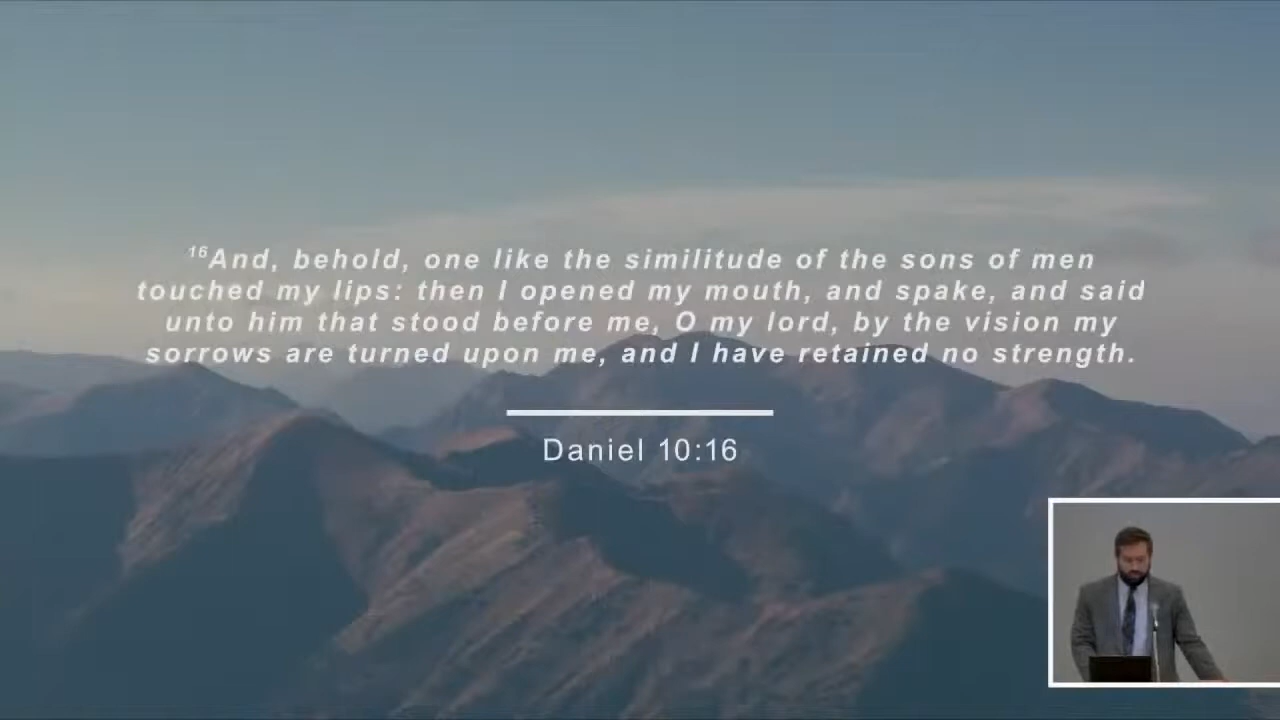 16And, behold, one like the similitude of the sons of men
touched my lips: then I opened my mouth, and spake, and said
unto him that stood before me, O my lord, by the vision my
sorrows are turned upon me, and I have retained no strength.
Daniel 10:16